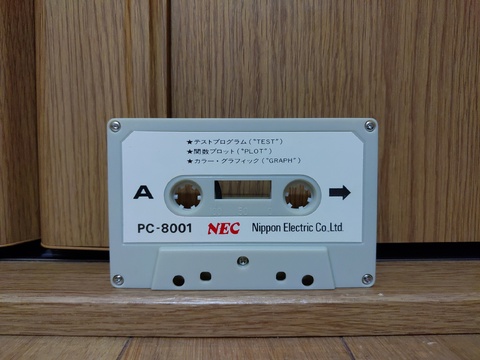 ★テストプログラム("TEST")
★関数プロット("PLOT")
★カラー・グラフィック("GRAPH")
A
PC-8001 NEC Nippon Electric Co.,Ltd.